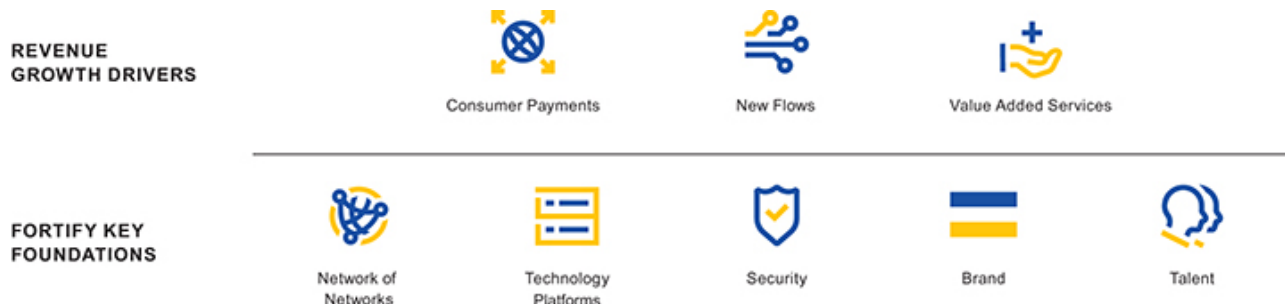 REVENUE
GROWTH DRIVERS
Consumer Payments
New Flows
Value Added Services
FORTIFY KEY
FOUNDATIONS
Network of
Networks
Technology
Platforms
Security
Brand
Talent